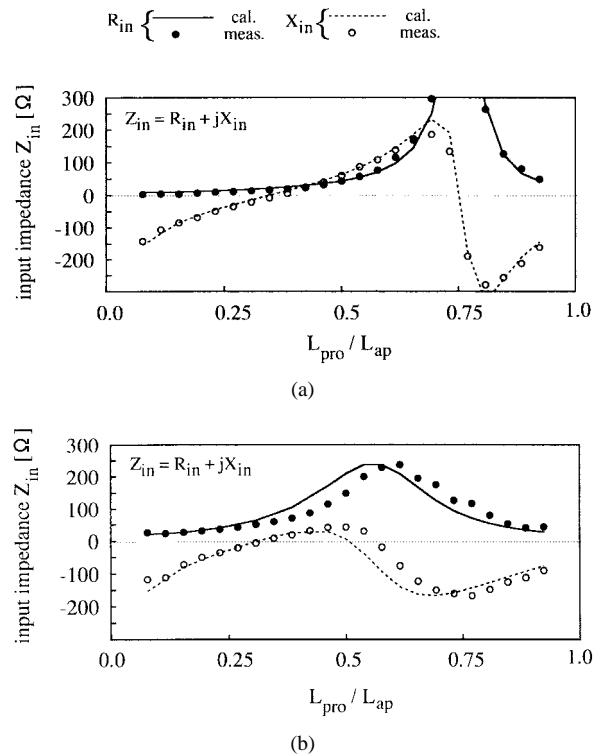 R_in { cal. meas. X_in { cal. meas.
Z_in = R_in + jX_in
input impedance Z_in [Ω]
300
200
100
0
-100
-200
0.0 0.25 0.5 0.75 1.0
L_pro / L_ap
(a)
Z_in = R_in + jX_in
input impedance Z_in [Ω]
300
200
100
0
-100
-200
0.0 0.25 0.5 0.75 1.0
L_pro / L_ap
(b)